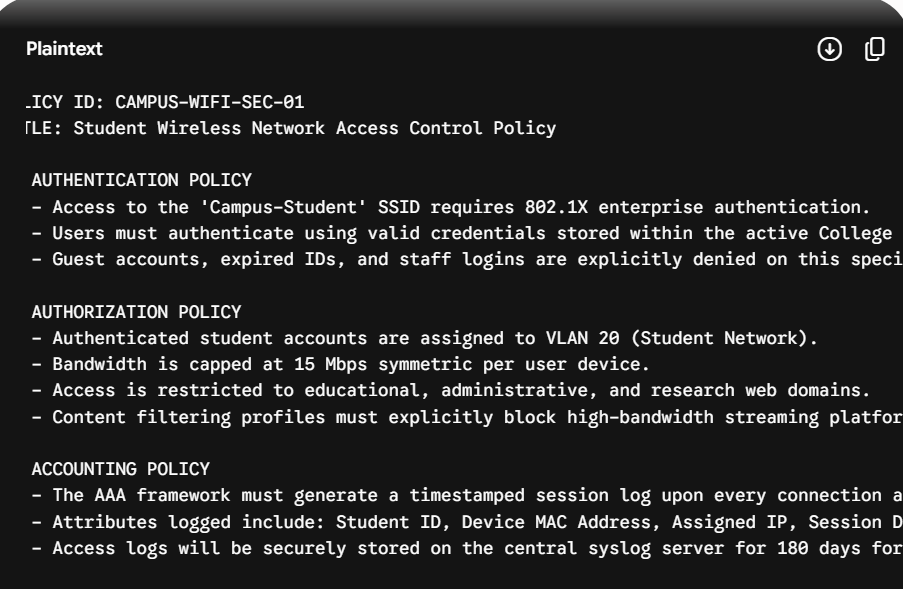 Plaintext
LICY ID: CAMPUS-WIFI-SEC-01
TLE: Student Wireless Network Access Control Policy
AUTHENTICATION POLICY
- Access to the 'Campus-Student' SSID requires 802.1X enterprise authentication.
- Users must authenticate using valid credentials stored within the active College
- Guest accounts, expired IDs, and staff logins are explicitly denied on this speci
AUTHORIZATION POLICY
- Authenticated student accounts are assigned to VLAN 20 (Student Network).
- Bandwidth is capped at 15 Mbps symmetric per user device.
- Access is restricted to educational, administrative, and research web domains.
- Content filtering profiles must explicitly block high-bandwidth streaming platfor
ACCOUNTING POLICY
- The AAA framework must generate a timestamped session log upon every connection a
- Attributes logged include: Student ID, Device MAC Address, Assigned IP, Session D
- Access logs will be securely stored on the central syslog server for 180 days for